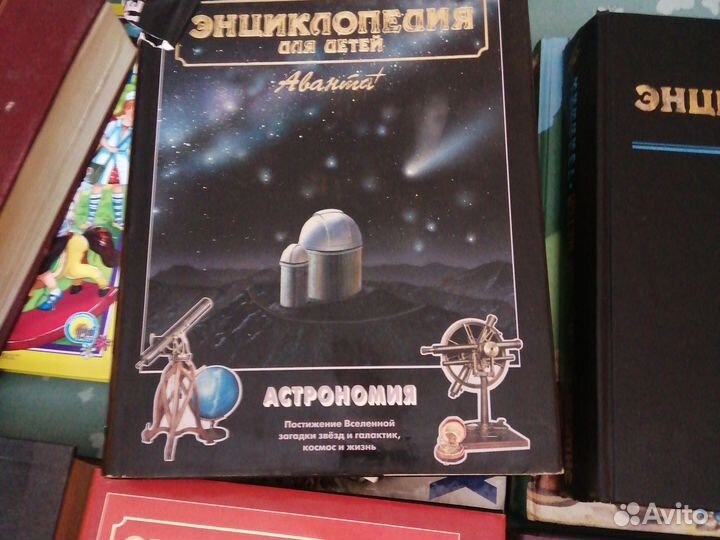 ЭНЦИКЛОПЕДИЯ
ДЛЯ ДЕТЕЙ
Аванта+
АСТРОНОМИЯ
Постижение Вселенной
загадки звёзд и галактик,
космос и жизнь
ЭНЦ
Avito